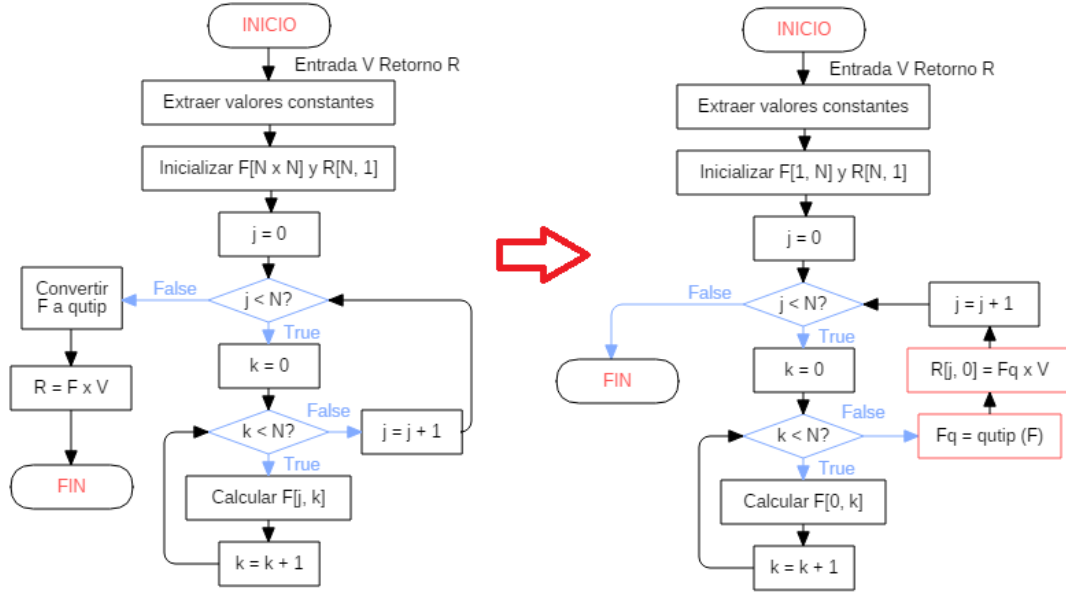 INICIO
Entrada V Retorno R
Extraer valores constantes
Inicializar F[N x N] y R[N, 1]
j = 0
j < N?
False
True
Convertir
F a qutip
R = F x V
FIN
k = 0
k < N?
False
j = j + 1
True
Calcular F[j, k]
k = k + 1
INICIO
Entrada V Retorno R
Extraer valores constantes
Inicializar F[1, N] y R[N, 1]
j = 0
j < N?
False
True
FIN
j = j + 1
R[j, 0] = Fq x V
Fq = qutip (F)
k = 0
k < N?
False
True
Calcular F[0, k]
k = k + 1